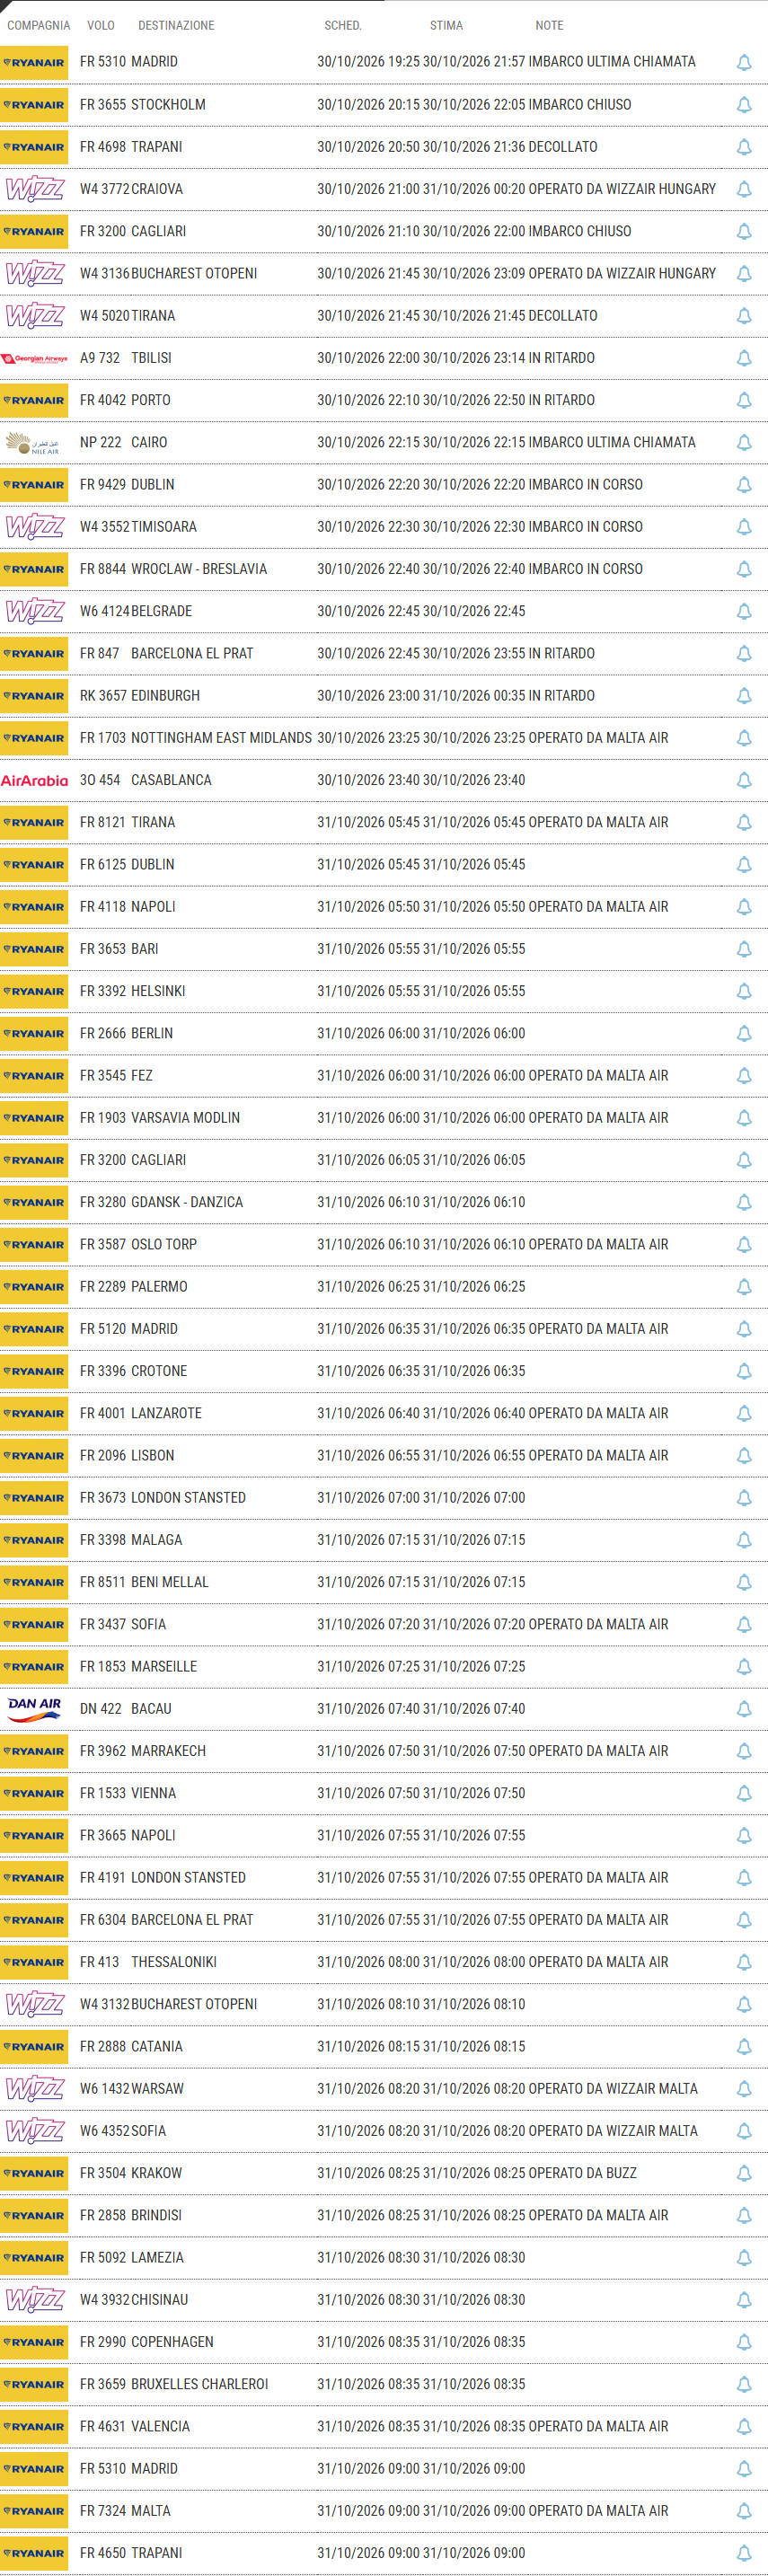 COMPAGNIA VOLO DESTINAZIONE SCHED. STIMA NOTE
RYANAIR FR 5310 MADRID 30/10/2026 19:25 30/10/2026 21:57 IMBARCO ULTIMA CHIAMATA
RYANAIR FR 3655 STOCKHOLM 30/10/2026 20:15 30/10/2026 22:05 IMBARCO CHIUSO
RYANAIR FR 4698 TRAPANI 30/10/2026 20:50 30/10/2026 21:36 DECOLLATO
WIZZ W4 3772 CRAIOVA 30/10/2026 21:00 31/10/2026 00:20 OPERATO DA WIZZAIR HUNGARY
RYANAIR FR 3200 CAGLIARI 30/10/2026 21:10 30/10/2026 22:00 IMBARCO CHIUSO
WIZZ W4 3136 BUCHAREST OTOPENI 30/10/2026 21:45 30/10/2026 23:09 OPERATO DA WIZZAIR HUNGARY
WIZZ W4 5020 TIRANA 30/10/2026 21:45 30/10/2026 21:45 DECOLLATO
Georgian Airways A9 732 TBILISI 30/10/2026 22:00 30/10/2026 23:14 IN RITARDO
RYANAIR FR 4042 PORTO 30/10/2026 22:10 30/10/2026 22:50 IN RITARDO
النيل للطيران NILE AIR NP 222 CAIRO 30/10/2026 22:15 30/10/2026 22:15 IMBARCO ULTIMA CHIAMATA
RYANAIR FR 9429 DUBLIN 30/10/2026 22:20 30/10/2026 22:20 IMBARCO IN CORSO
WIZZ W4 3552 TIMISOARA 30/10/2026 22:30 30/10/2026 22:30 IMBARCO IN CORSO
RYANAIR FR 8844 WROCLAW - BRESLAVIA 30/10/2026 22:40 30/10/2026 22:40 IMBARCO IN CORSO
WIZZ W6 4124 BELGRADE 30/10/2026 22:45 30/10/2026 22:45
RYANAIR FR 847 BARCELONA EL PRAT 30/10/2026 22:45 30/10/2026 23:55 IN RITARDO
RYANAIR RK 3657 EDINBURGH 30/10/2026 23:00 31/10/2026 00:35 IN RITARDO
RYANAIR FR 1703 NOTTINGHAM EAST MIDLANDS 30/10/2026 23:25 30/10/2026 23:25 OPERATO DA MALTA AIR
AirArabia 3O 454 CASABLANCA 30/10/2026 23:40 30/10/2026 23:40
RYANAIR FR 8121 TIRANA 31/10/2026 05:45 31/10/2026 05:45 OPERATO DA MALTA AIR
RYANAIR FR 6125 DUBLIN 31/10/2026 05:45 31/10/2026 05:45
RYANAIR FR 4118 NAPOLI 31/10/2026 05:50 31/10/2026 05:50 OPERATO DA MALTA AIR
RYANAIR FR 3653 BARI 31/10/2026 05:55 31/10/2026 05:55
RYANAIR FR 3392 HELSINKI 31/10/2026 05:55 31/10/2026 05:55
RYANAIR FR 2666 BERLIN 31/10/2026 06:00 31/10/2026 06:00
RYANAIR FR 3545 FEZ 31/10/2026 06:00 31/10/2026 06:00 OPERATO DA MALTA AIR
RYANAIR FR 1903 VARSAVIA MODLIN 31/10/2026 06:00 31/10/2026 06:00 OPERATO DA MALTA AIR
RYANAIR FR 3200 CAGLIARI 31/10/2026 06:05 31/10/2026 06:05
RYANAIR FR 3280 GDANSK - DANZICA 31/10/2026 06:10 31/10/2026 06:10
RYANAIR FR 3587 OSLO TORP 31/10/2026 06:10 31/10/2026 06:10 OPERATO DA MALTA AIR
RYANAIR FR 2289 PALERMO 31/10/2026 06:25 31/10/2026 06:25
RYANAIR FR 5120 MADRID 31/10/2026 06:35 31/10/2026 06:35 OPERATO DA MALTA AIR
RYANAIR FR 3396 CROTONE 31/10/2026 06:35 31/10/2026 06:35
RYANAIR FR 4001 LANZAROTE 31/10/2026 06:40 31/10/2026 06:40 OPERATO DA MALTA AIR
RYANAIR FR 2096 LISBON 31/10/2026 06:55 31/10/2026 06:55 OPERATO DA MALTA AIR
RYANAIR FR 3673 LONDON STANSTED 31/10/2026 07:00 31/10/2026 07:00
RYANAIR FR 3398 MALAGA 31/10/2026 07:15 31/10/2026 07:15
RYANAIR FR 8511 BENI MELLAL 31/10/2026 07:15 31/10/2026 07:15
RYANAIR FR 3437 SOFIA 31/10/2026 07:20 31/10/2026 07:20 OPERATO DA MALTA AIR
RYANAIR FR 1853 MARSEILLE 31/10/2026 07:25 31/10/2026 07:25
DAN AIR DN 422 BACAU 31/10/2026 07:40 31/10/2026 07:40
RYANAIR FR 3962 MARRAKECH 31/10/2026 07:50 31/10/2026 07:50 OPERATO DA MALTA AIR
RYANAIR FR 1533 VIENNA 31/10/2026 07:50 31/10/2026 07:50
RYANAIR FR 3665 NAPOLI 31/10/2026 07:55 31/10/2026 07:55
RYANAIR FR 4191 LONDON STANSTED 31/10/2026 07:55 31/10/2026 07:55 OPERATO DA MALTA AIR
RYANAIR FR 6304 BARCELONA EL PRAT 31/10/2026 07:55 31/10/2026 07:55 OPERATO DA MALTA AIR
RYANAIR FR 413 THESSALONIKI 31/10/2026 08:00 31/10/2026 08:00 OPERATO DA MALTA AIR
WIZZ W4 3132 BUCHAREST OTOPENI 31/10/2026 08:10 31/10/2026 08:10
RYANAIR FR 2888 CATANIA 31/10/2026 08:15 31/10/2026 08:15
WIZZ W6 1432 WARSAW 31/10/2026 08:20 31/10/2026 08:20 OPERATO DA WIZZAIR MALTA
WIZZ W6 4352 SOFIA 31/10/2026 08:20 31/10/2026 08:20 OPERATO DA WIZZAIR MALTA
RYANAIR FR 3504 KRAKOW 31/10/2026 08:25 31/10/2026 08:25 OPERATO DA BUZZ
RYANAIR FR 2858 BRINDISI 31/10/2026 08:25 31/10/2026 08:25 OPERATO DA MALTA AIR
RYANAIR FR 5092 LAMEZIA 31/10/2026 08:30 31/10/2026 08:30
WIZZ W4 3932 CHISINAU 31/10/2026 08:30 31/10/2026 08:30
RYANAIR FR 2990 COPENHAGEN 31/10/2026 08:35 31/10/2026 08:35
RYANAIR FR 3659 BRUXELLES CHARLEROI 31/10/2026 08:35 31/10/2026 08:35
RYANAIR FR 4631 VALENCIA 31/10/2026 08:35 31/10/2026 08:35 OPERATO DA MALTA AIR
RYANAIR FR 5310 MADRID 31/10/2026 09:00 31/10/2026 09:00
RYANAIR FR 7324 MALTA 31/10/2026 09:00 31/10/2026 09:00 OPERATO DA MALTA AIR
RYANAIR FR 4650 TRAPANI 31/10/2026 09:00 31/10/2026 09:00